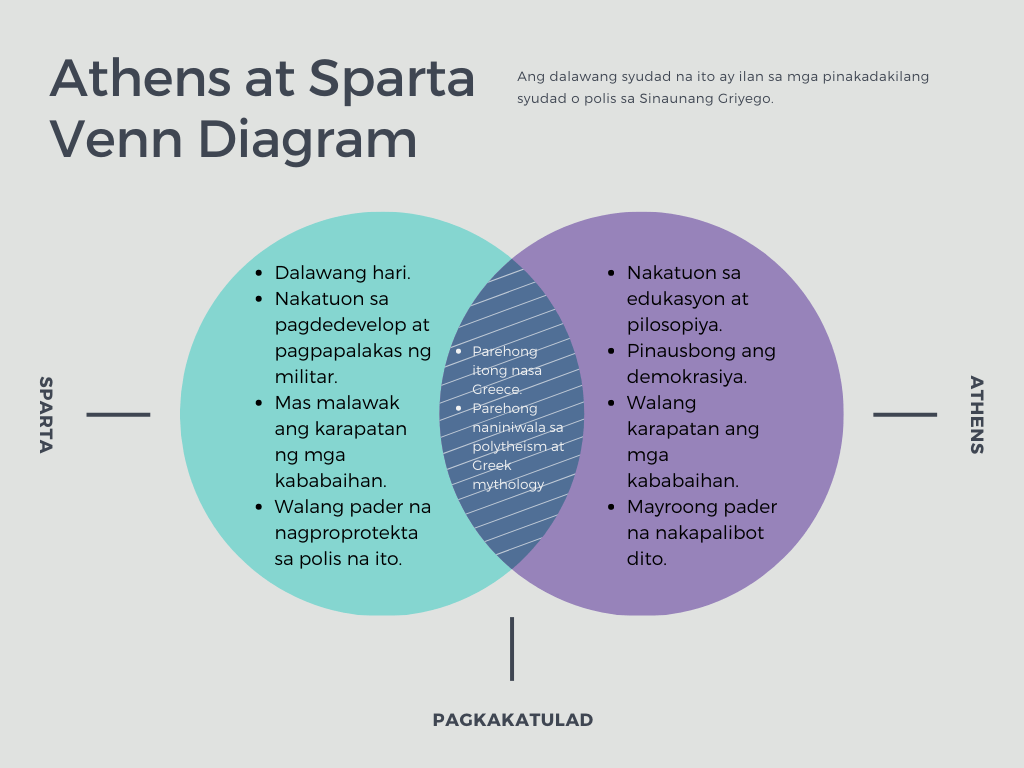 Athens at Sparta
Venn Diagram
Ang dalawang syudad na ito ay ilan sa mga pinakadakilang
syudad o polis sa Sinaunang Griyego.
SPARTA
• Dalawang hari.
• Nakatuon sa
pagdedevelop at
pagpapalakas ng
militar.
• Mas malawak
ang karapatan
ng mga
kababaihan.
• Walang pader na
nagproprotekta
sa polis na ito.
• Parehong
itong nasa
Greece.
• Parehong
naniniwala sa
polytheism at
Greek
mythology
• Nakatuon sa
edukasyon at
pilosopiya.
• Pinausbong ang
demokrasiya.
• Walang
karapatan ang
mga
kababaihan.
• Mayroong pader
na nakapalibot
dito.
ATHENS
PAGKAKATULAD